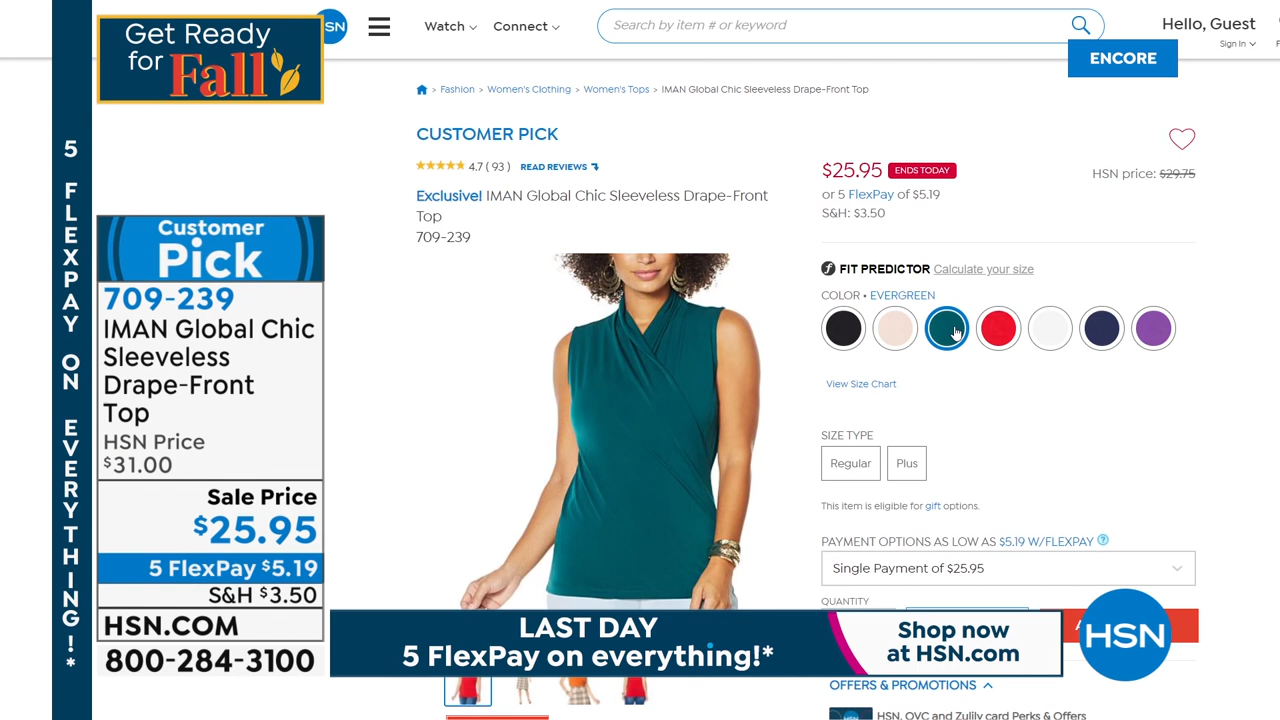 Get Ready
for Fall
HSN
Watch
Connect
Search by item # or keyword
Hello, Guest
Sign In
ENCORE
5 FLEXPAY ON EVERYTHING!*
> Fashion > Women's Clothing > Women's Tops > IMAN Global Chic Sleeveless Drape-Front Top
CUSTOMER PICK
4.7 ( 93 ) READ REVIEWS
Exclusive! IMAN Global Chic Sleeveless Drape-Front
Top
709-239
$25.95 ENDS TODAY
HSN price: $29.75
or 5 FlexPay of $5.19
S&H: $3.50
FIT PREDICTOR Calculate your size
COLOR • EVERGREEN
View Size Chart
SIZE TYPE
Regular
Plus
This item is eligible for gift options.
PAYMENT OPTIONS AS LOW AS $5.19 W/FLEXPAY
Single Payment of $25.95
QUANTITY
OFFERS & PROMOTIONS
HSN, QVC and Zulily card Perks & Offers
Customer
Pick
709-239
IMAN Global Chic
Sleeveless
Drape-Front
Top
HSN Price
$31.00
Sale Price
$25.95
5 FlexPay $5.19
S&H $3.50
HSN.COM
800-284-3100
LAST DAY
5 FlexPay on everything!*
Shop now
at HSN.com
HSN